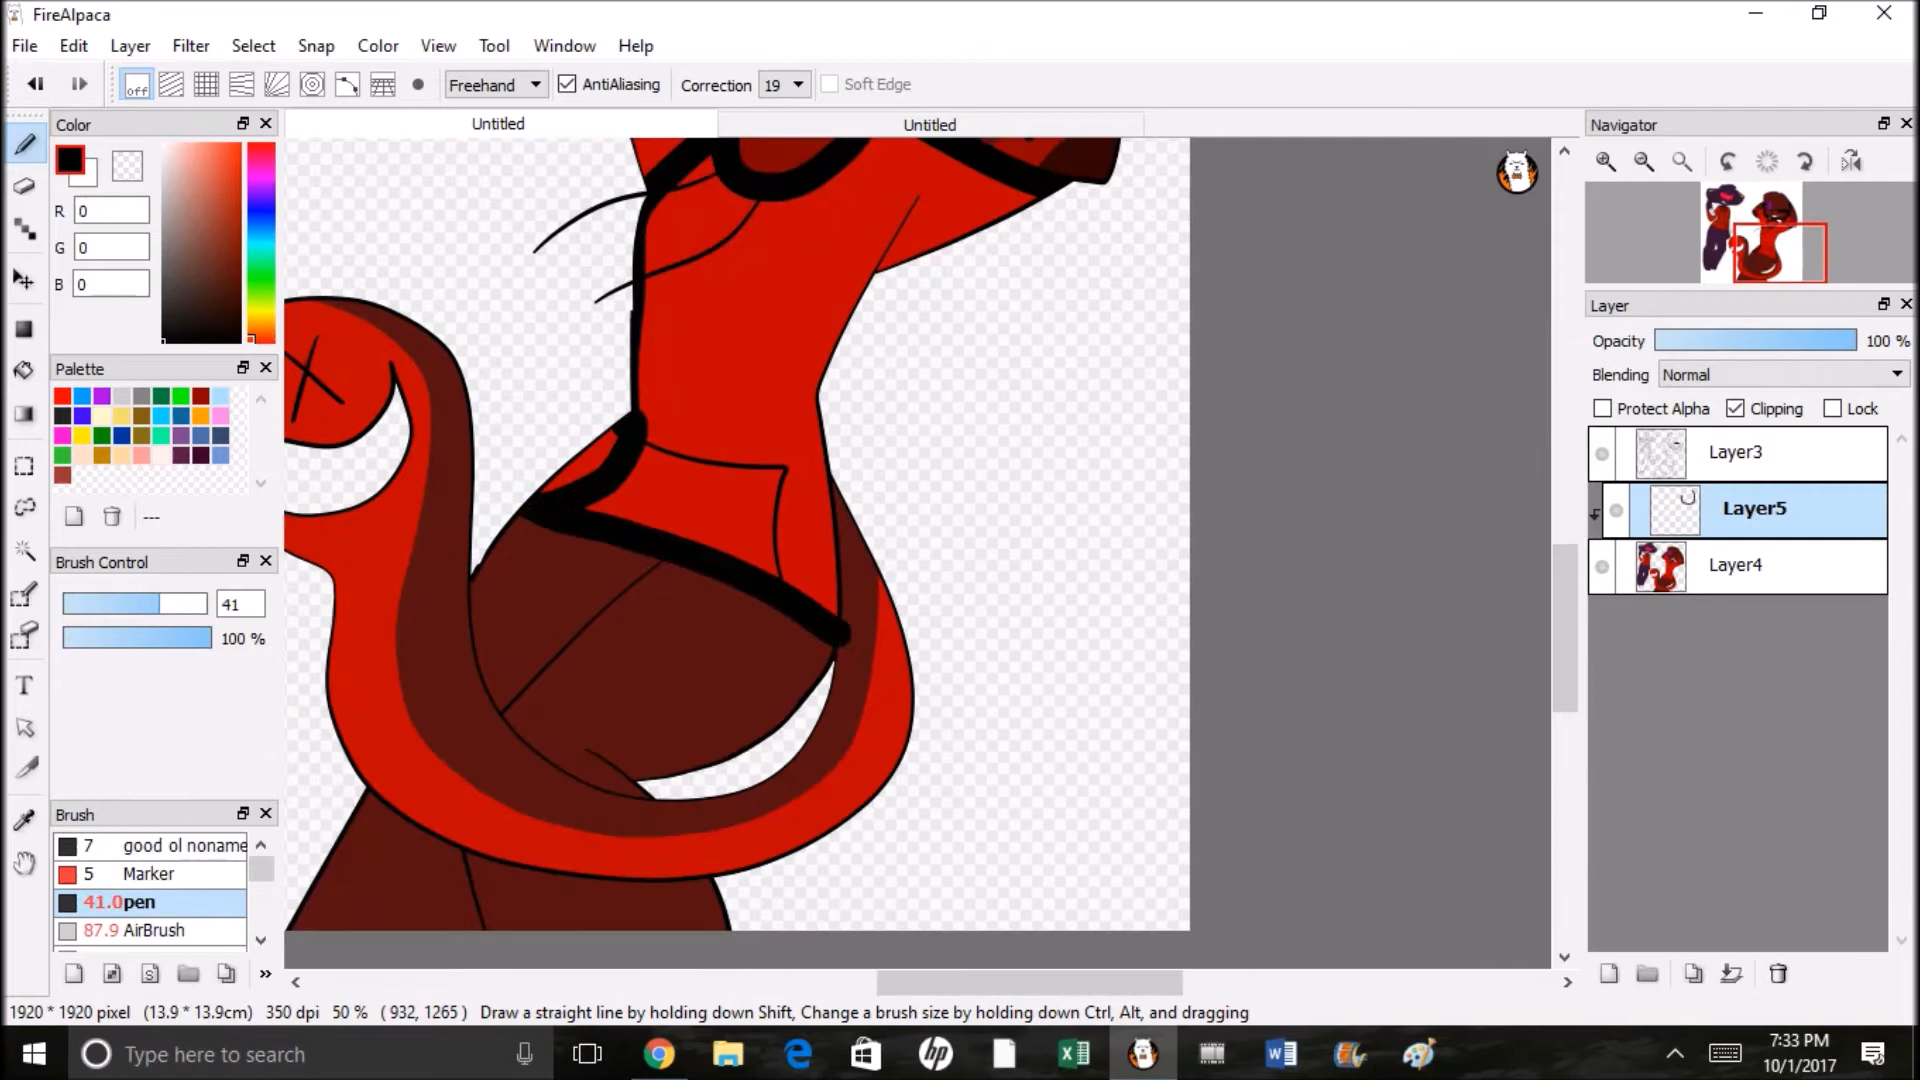 FireAlpaca
File Edit Layer Filter Select Snap Color View Tool Window Help
off Freehand AntiAliasing Correction 19 Soft Edge
Color
Untitled
Untitled
Navigator
R 0
G 0
B 0
Layer
Opacity 100 %
Blending Normal
Protect Alpha Clipping Lock
Palette
Layer3
Layer5
Layer4
---
Brush Control
41
100 %
Brush
7 good ol noname
5 Marker
41.0 pen
87.9 AirBrush
1920 * 1920 pixel (13.9 * 13.9cm) 350 dpi 50 % ( 932, 1265 ) Draw a straight line by holding down Shift, Change a brush size by holding down Ctrl, Alt, and dragging
Type here to search
7:33 PM
10/1/2017